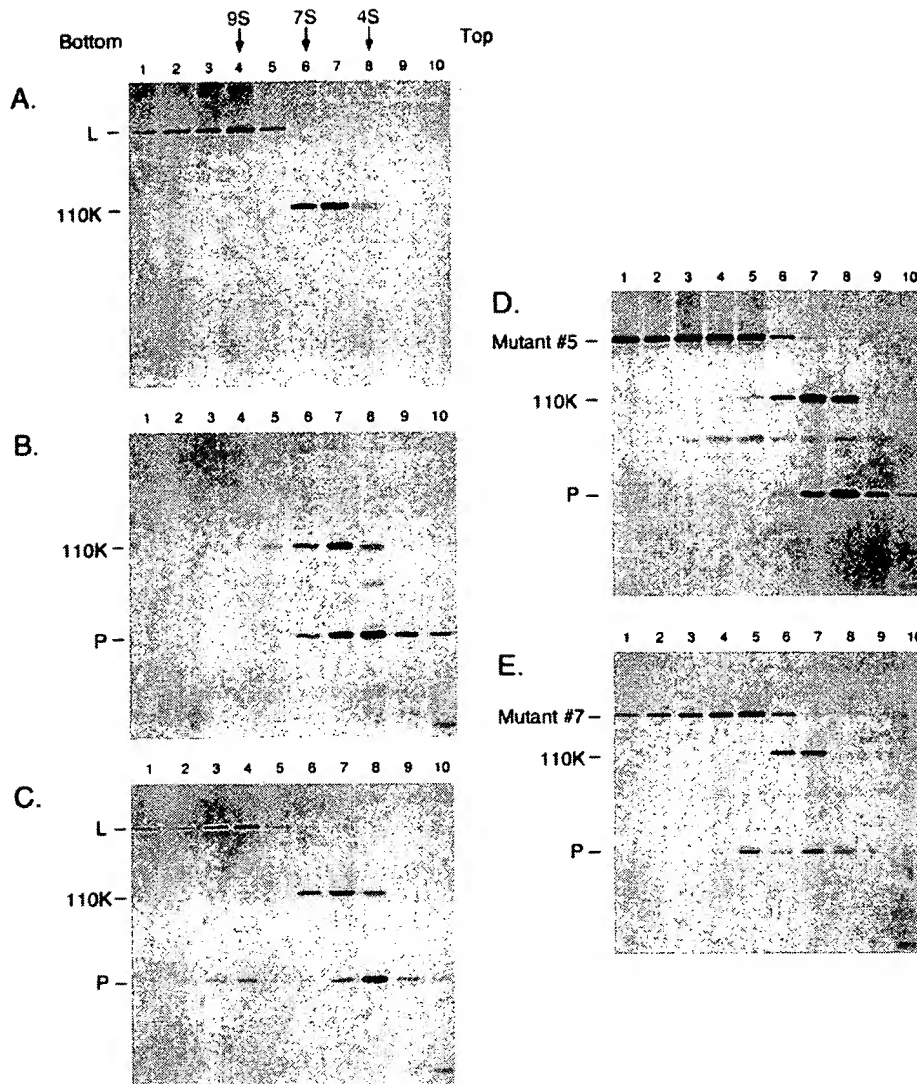 9S 7S 4S
Bottom Top
1 2 3 4 5 6 7 8 9 10
A.
L –
110K –
1 2 3 4 5 6 7 8 9 10
B.
110K –
P –
1 2 3 4 5 6 7 8 9 10
C.
L –
110K –
P –
1 2 3 4 5 6 7 8 9 10
D.
Mutant #5 –
110K –
P –
1 2 3 4 5 6 7 8 9 10
E.
Mutant #7 –
110K –
P –